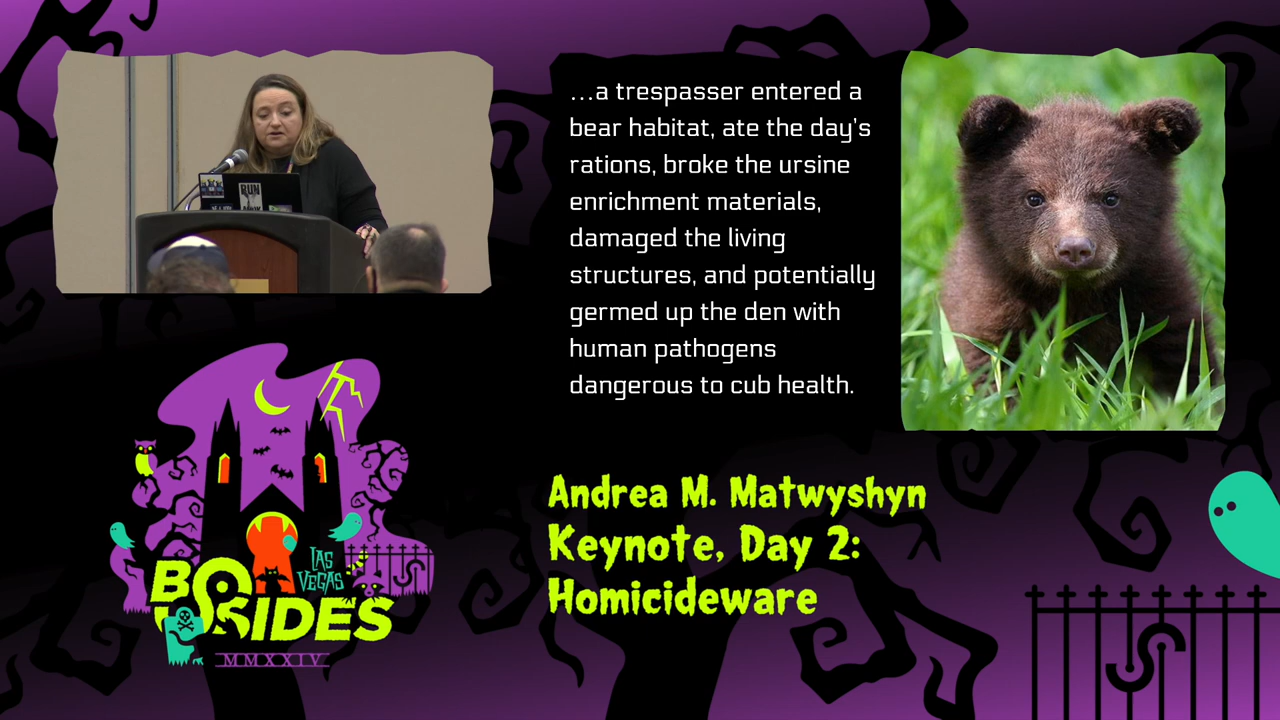 …a trespasser entered a
bear habitat, ate the day's
rations, broke the ursine
enrichment materials,
damaged the living
structures, and potentially
germed up the den with
human pathogens
dangerous to cub health.
RUN
LAS
VEGAS
BSIDES
MMXXIV
Andrea M. Matwyshyn
Keynote, Day 2:
Homicideware